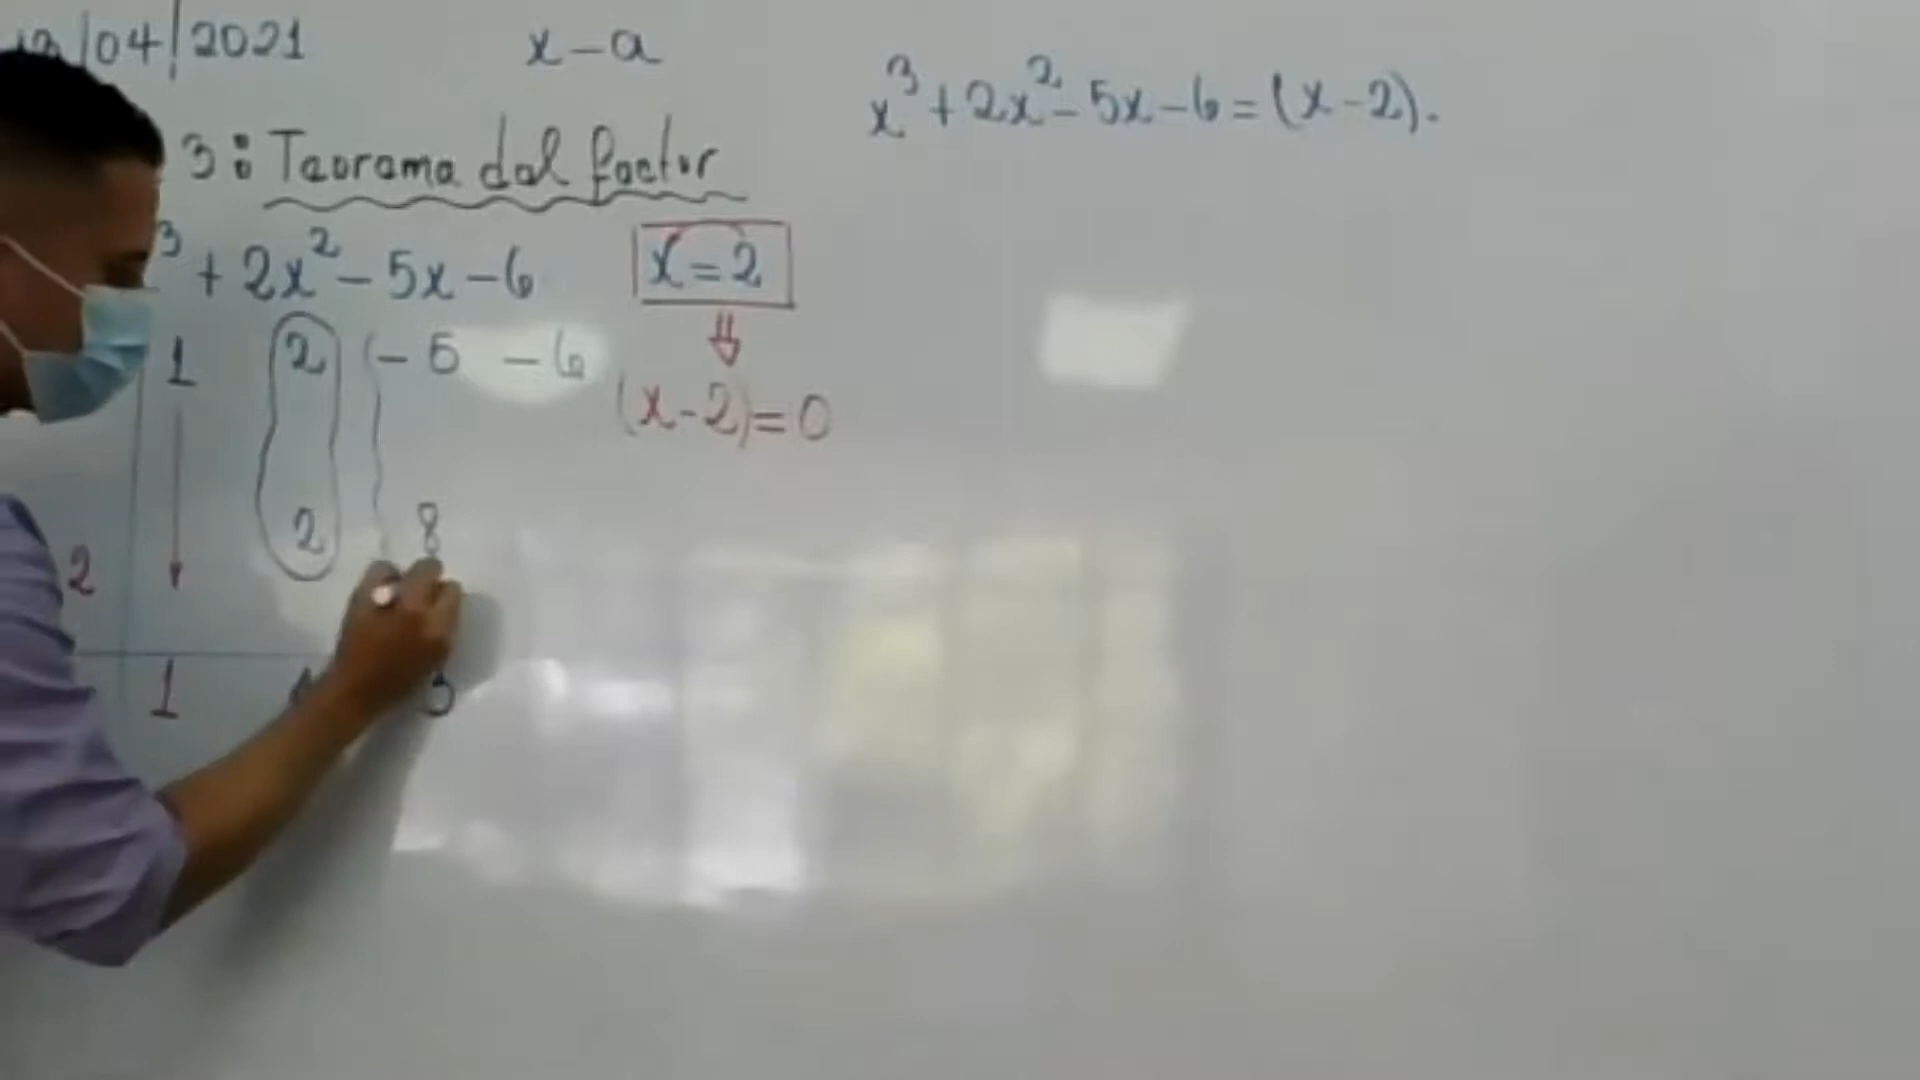 /04/2021
x-a
3: Teorema del factor
³ + 2x² - 5x - 6
x = 2
⇓
(x-2) = 0
1 2 -5 -6
2 8
2
1 3
x³ + 2x² - 5x - 6 = (x - 2).